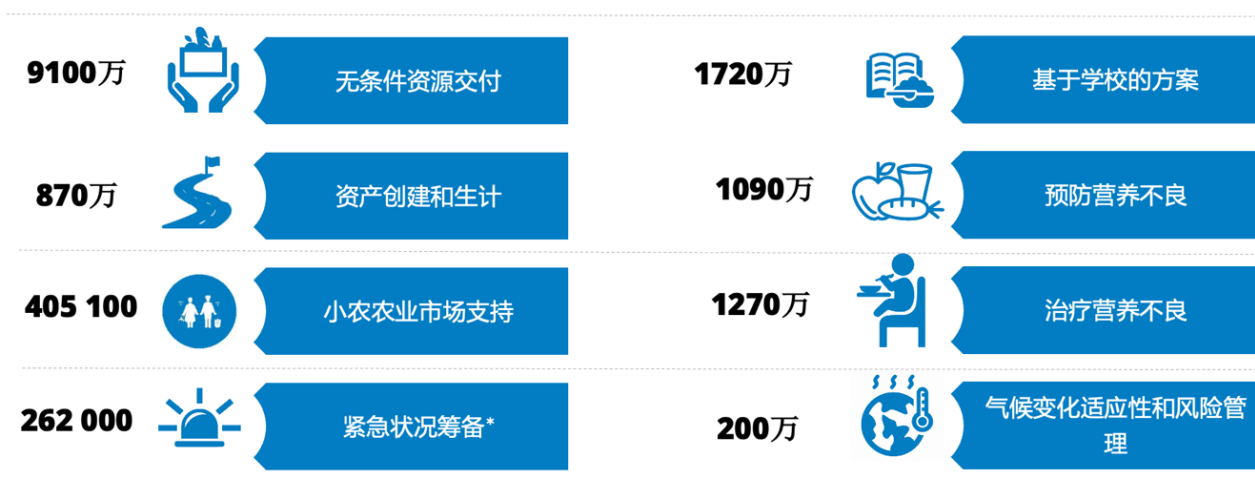 9100万
无条件资源交付
1720万
基于学校的方案
870万
资产创建和生计
1090万
预防营养不良
405 100
小农农业市场支持
1270万
治疗营养不良
262 000
紧急状况筹备*
200万
气候变化适应性和风险管
理